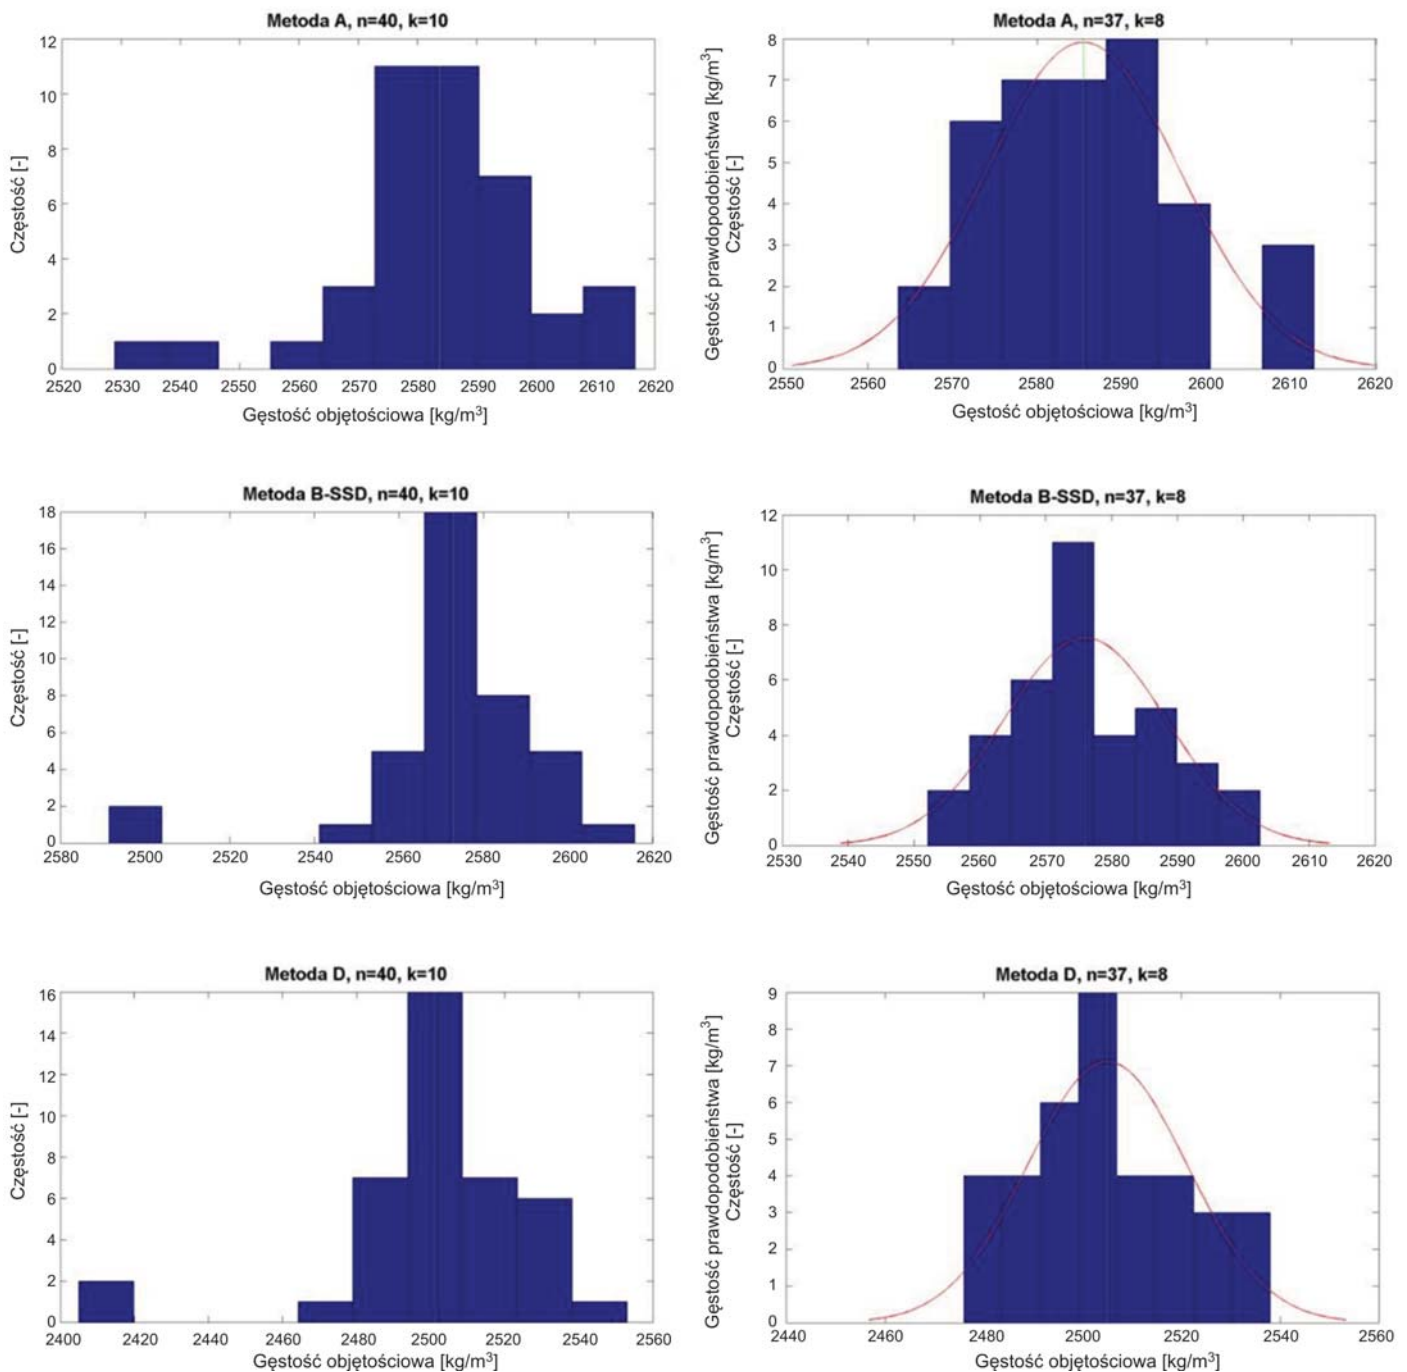 Metoda A, n=40, k=10
Częstość [-]
12
10
8
6
4
2
0
2520 2530 2540 2550 2560 2570 2580 2590 2600 2610 2620
Gęstość objętościowa [kg/m³]
Metoda A, n=37, k=8
Gęstość prawdopodobieństwa [kg/m³]
Częstość [-]
8
7
6
5
4
3
2
1
0
2550 2560 2570 2580 2590 2600 2610 2620
Gęstość objętościowa [kg/m³]
Metoda B-SSD, n=40, k=10
Częstość [-]
18
16
14
12
10
8
6
4
2
0
2580 2500 2520 2540 2560 2580 2600 2620
Gęstość objętościowa [kg/m³]
Metoda B-SSD, n=37, k=8
Gęstość prawdopodobieństwa [kg/m³]
Częstość [-]
12
10
8
6
4
2
0
2530 2540 2550 2560 2570 2580 2590 2600 2610 2620
Gęstość objętościowa [kg/m³]
Metoda D, n=40, k=10
Częstość [-]
16
14
12
10
8
6
4
2
0
2400 2420 2440 2460 2440 2500 2520 2540 2560
Gęstość objętościowa [kg/m³]
Metoda D, n=37, k=8
Gęstość prawdopodobieństwa [kg/m³]
Częstość [-]
9
8
7
6
5
4
3
2
1
0
2440 2460 2480 2500 2520 2540 2560
Gęstość objętościowa [kg/m³]